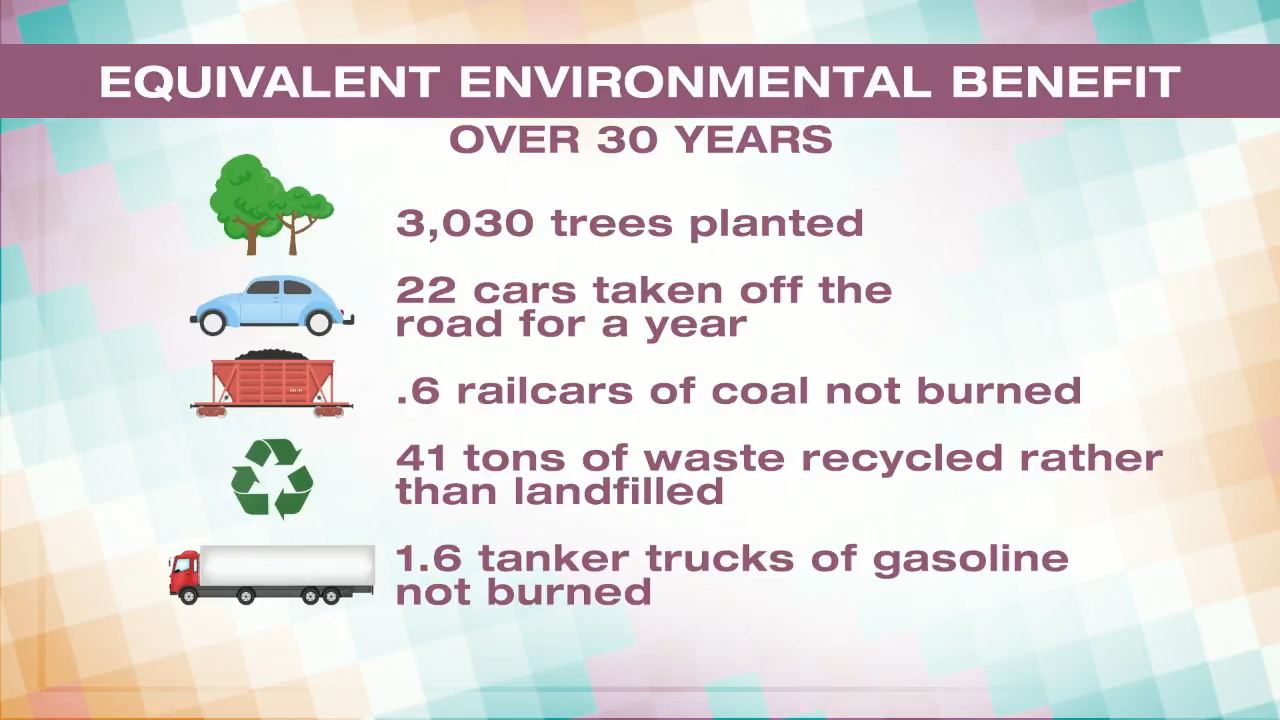 EQUIVALENT ENVIRONMENTAL BENEFIT
OVER 30 YEARS
3,030 trees planted
22 cars taken off the
road for a year
.6 railcars of coal not burned
41 tons of waste recycled rather
than landfilled
1.6 tanker trucks of gasoline
not burned